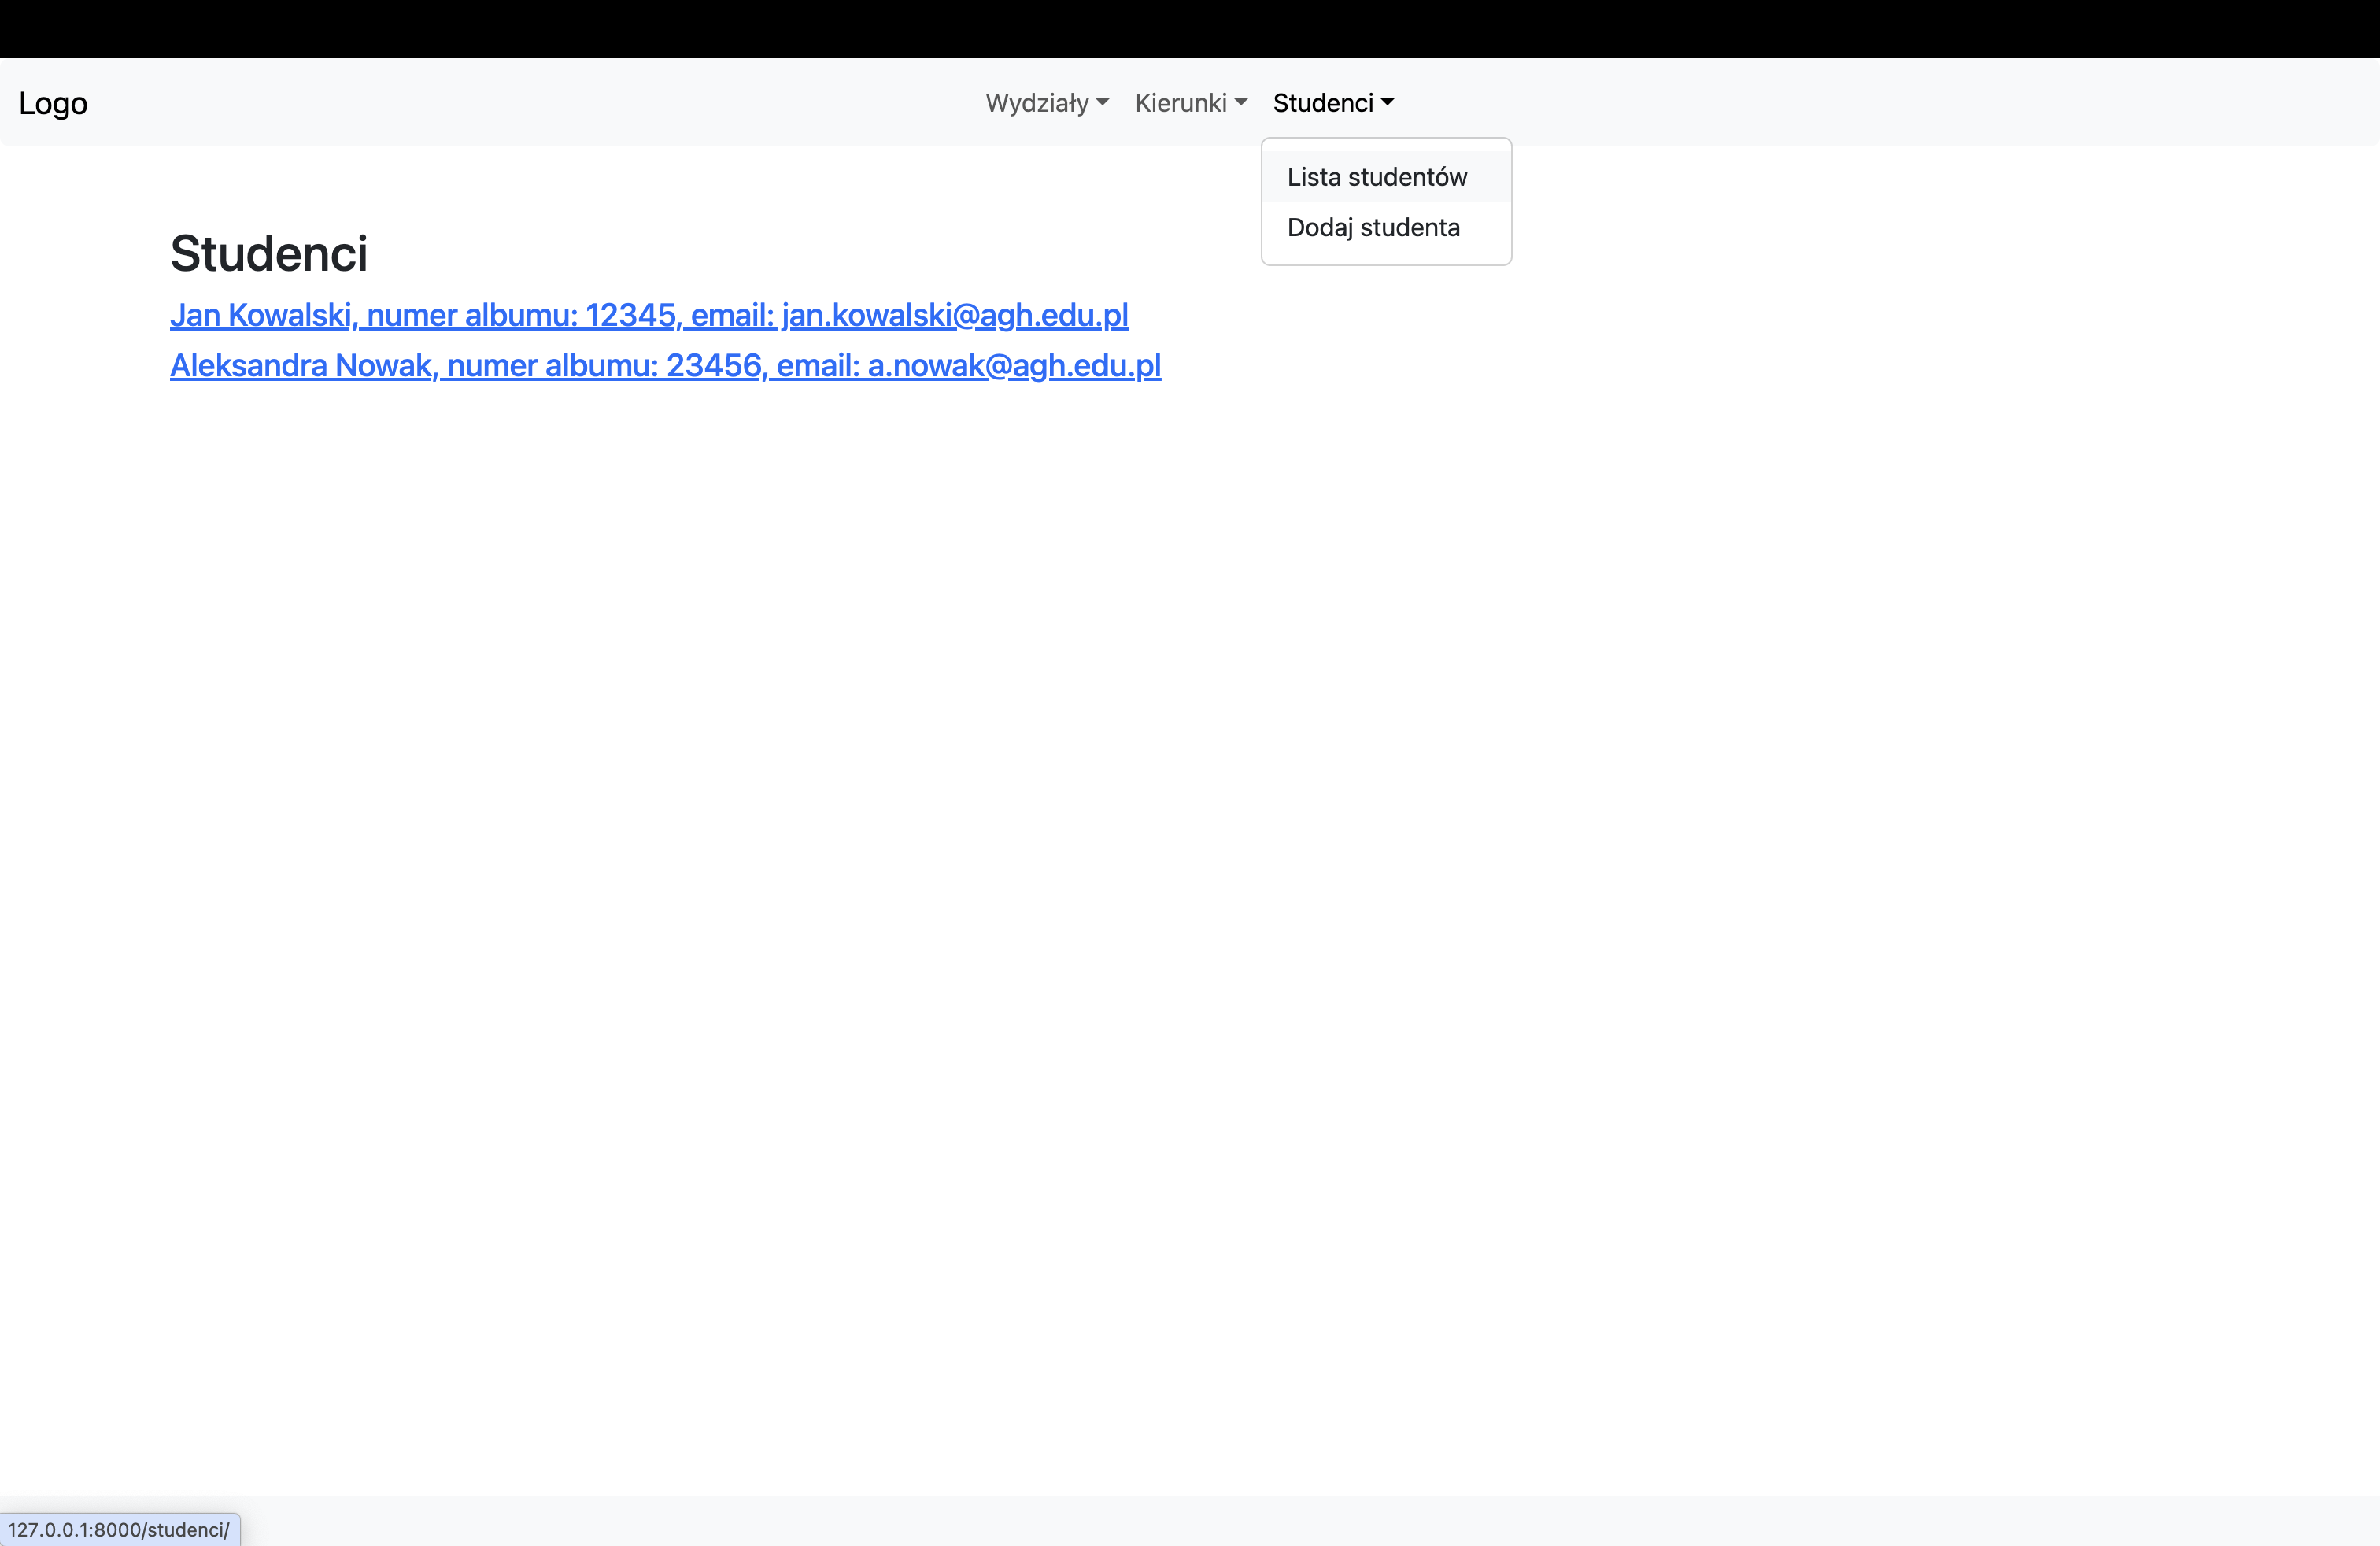 Logo
Wydziały Kierunki Studenci
Lista studentów
Dodaj studenta
Studenci
Jan Kowalski, numer albumu: 12345, email: jan.kowalski@agh.edu.pl
Aleksandra Nowak, numer albumu: 23456, email: a.nowak@agh.edu.pl
127.0.0.1:8000/studenci/